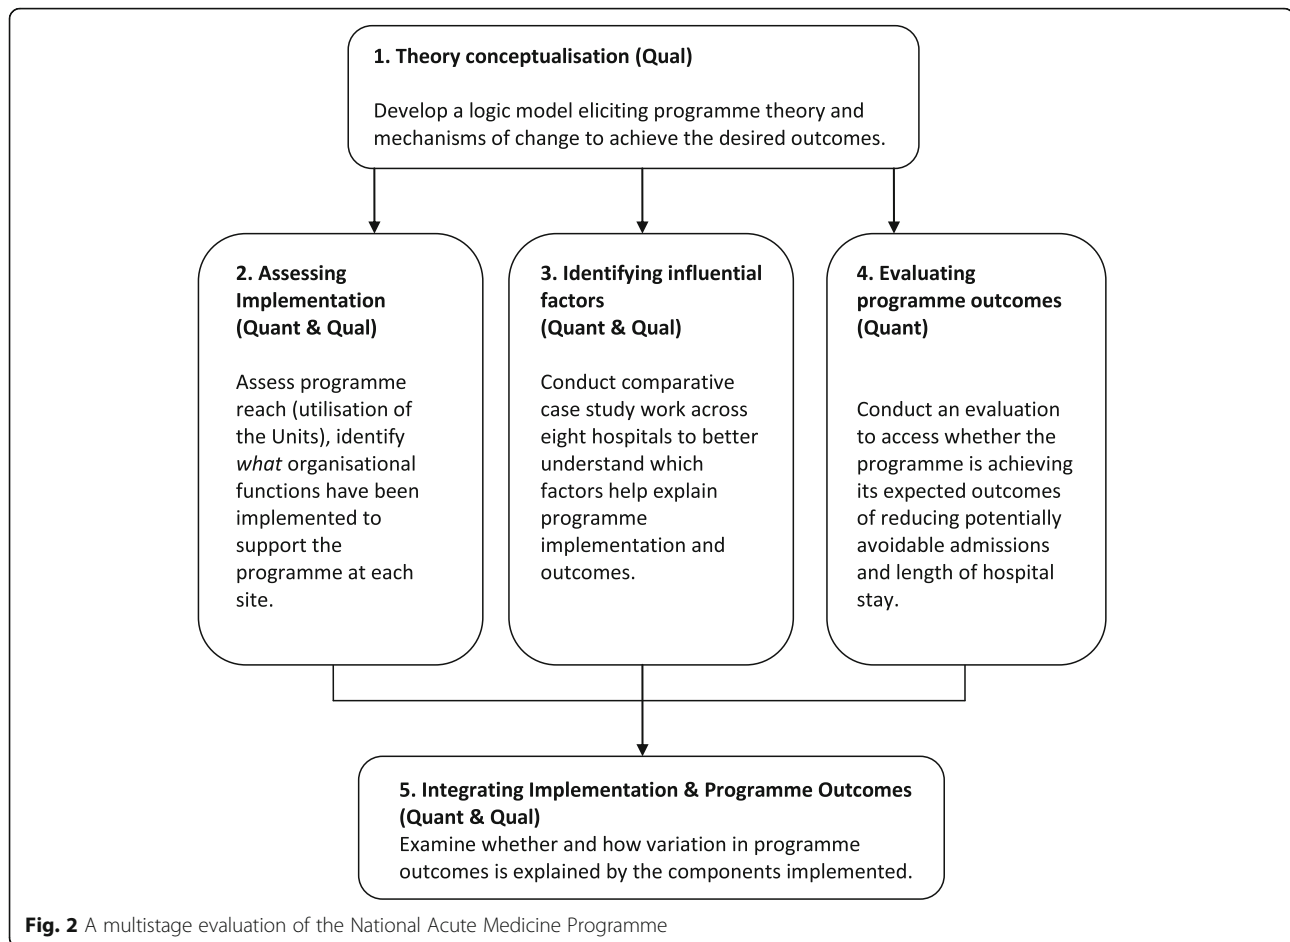 1. Theory conceptualisation (Qual)
Develop a logic model eliciting programme theory and
mechanisms of change to achieve the desired outcomes.
2. Assessing
Implementation
(Quant & Qual)
Assess programme
reach (utilisation of
the Units), identify
what organisational
functions have been
implemented to
support the
programme at each
site.
3. Identifying influential
factors
(Quant & Qual)
Conduct comparative
case study work across
eight hospitals to better
understand which
factors help explain
programme
implementation and
outcomes.
4. Evaluating
programme outcomes
(Quant)
Conduct an evaluation
to access whether the
programme is achieving
its expected outcomes
of reducing potentially
avoidable admissions
and length of hospital
stay.
5. Integrating Implementation & Programme Outcomes
(Quant & Qual)
Examine whether and how variation in programme
outcomes is explained by the components implemented.
Fig. 2 A multistage evaluation of the National Acute Medicine Programme